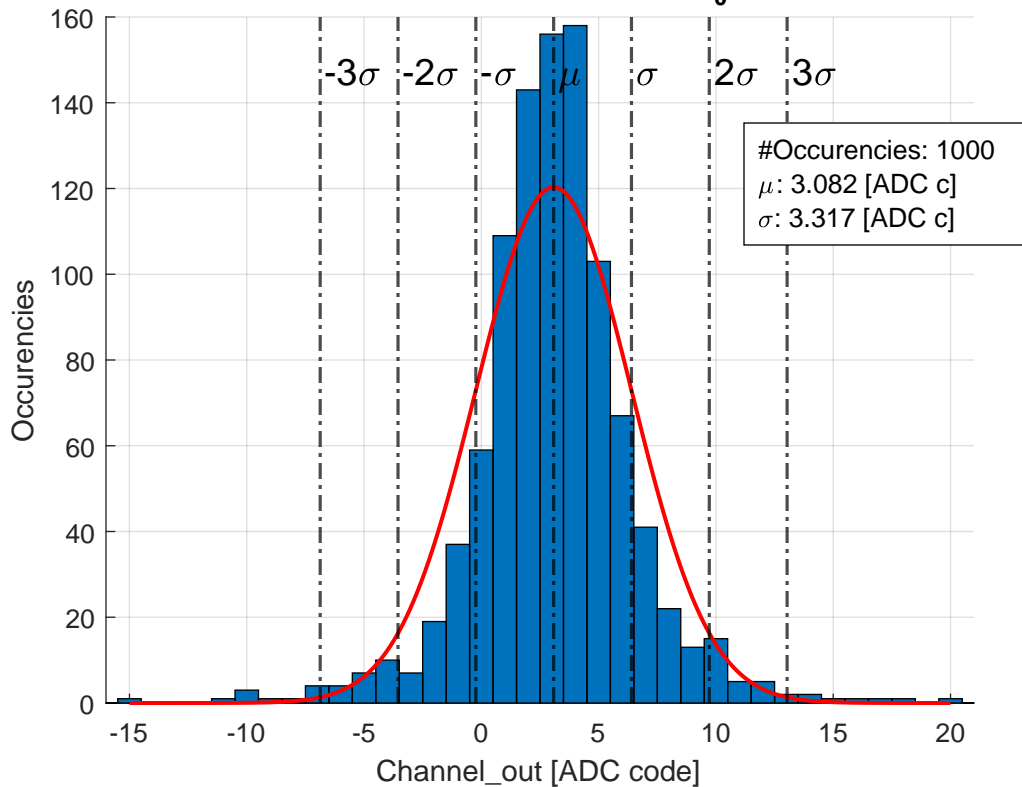 0
160
140
120
100
80
60
40
20
0
Occurencies
-3σ
-2σ
-σ
μ
σ
2σ
3σ
#Occurencies: 1000
μ: 3.082 [ADC c]
σ: 3.317 [ADC c]
-15 -10 -5 0 5 10 15 20
Channel_out [ADC code]